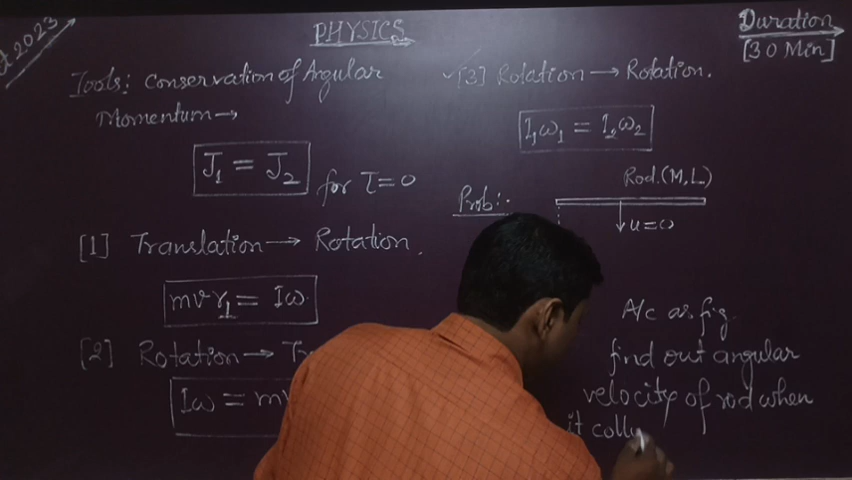 2023
PHYSICS
Duration
[30 Min]
Tools: Conservation of Angular
Momentum →
J₁ = J₂ for τ=0
[1] Translation → Rotation.
mvr⊥ = Iω
[2] Rotation →
Iω = m
[3] Rotation → Rotation.
I₁ω₁ = I₂ω₂
Prob:-
Rod.(M,L)
A/c as fig.
find out angular
velocity of rod when
it coll